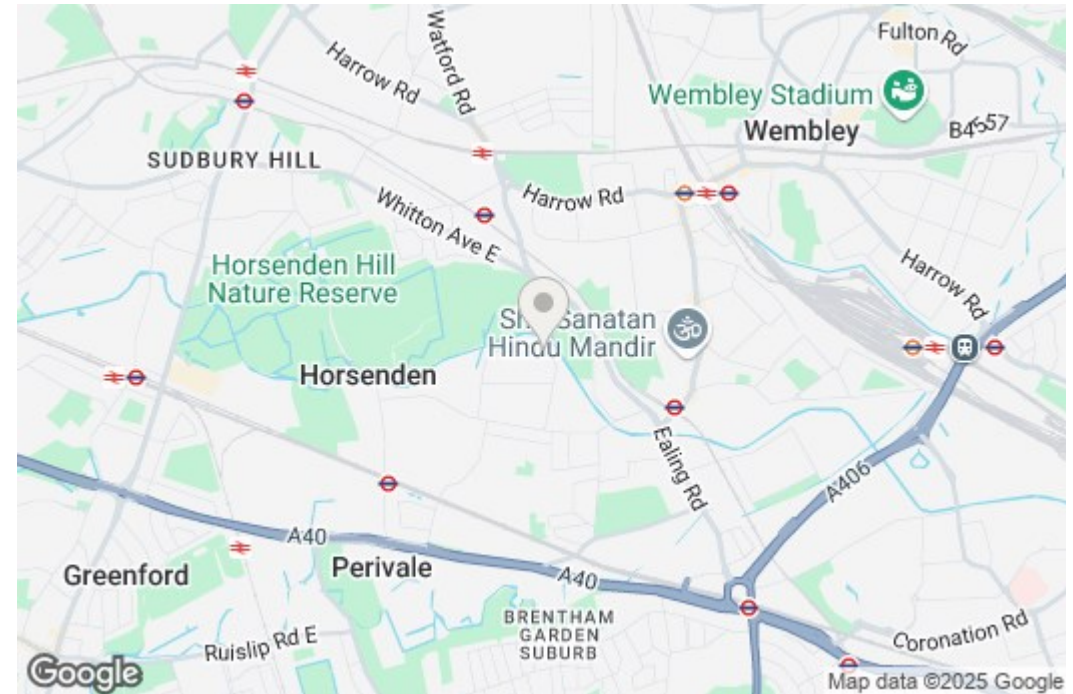 Fulton Rd
Watford Rd
Harrow Rd
Wembley Stadium
Wembley
B4557
SUDBURY HILL
Harrow Rd
Whitton Ave E
Horsenden Hill
Nature Reserve
Harrow Rd
Sanatan
Hindu Mandir
ॐ
Horsenden
Ealing Rd
A406
A40
Perivale
Greenford
A40
BRENTHAM
GARDEN
SUBURB
Ruislip Rd E
Coronation Rd
Google
Map data ©2025 Google